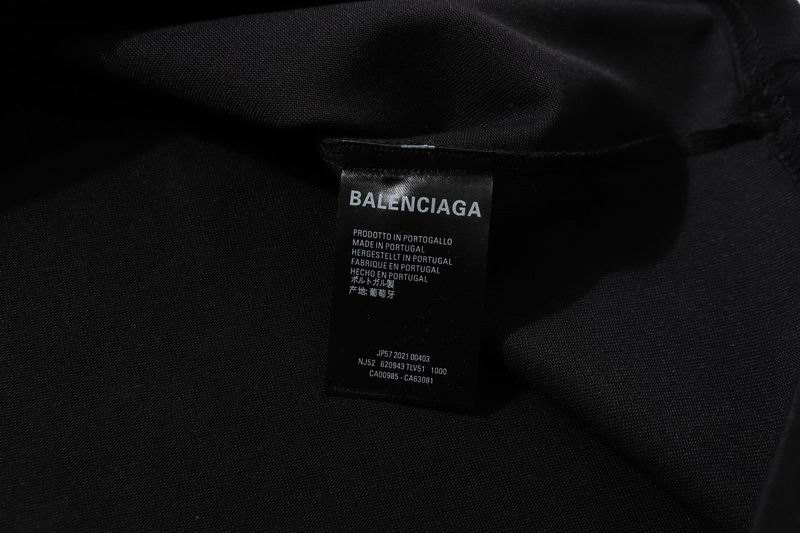 BALENCIAGA
PRODOTTO IN PORTOGALLO
MADE IN PORTUGAL
HERGESTELLT IN PORTUGAL
FABRIQUE EN PORTUGAL
HECHO EN PORTUGAL
ポルトガル製
产地: 葡萄牙
JP57 2021 00403
NJ52 620943 TLV51 1000
CA00985 - CA63081